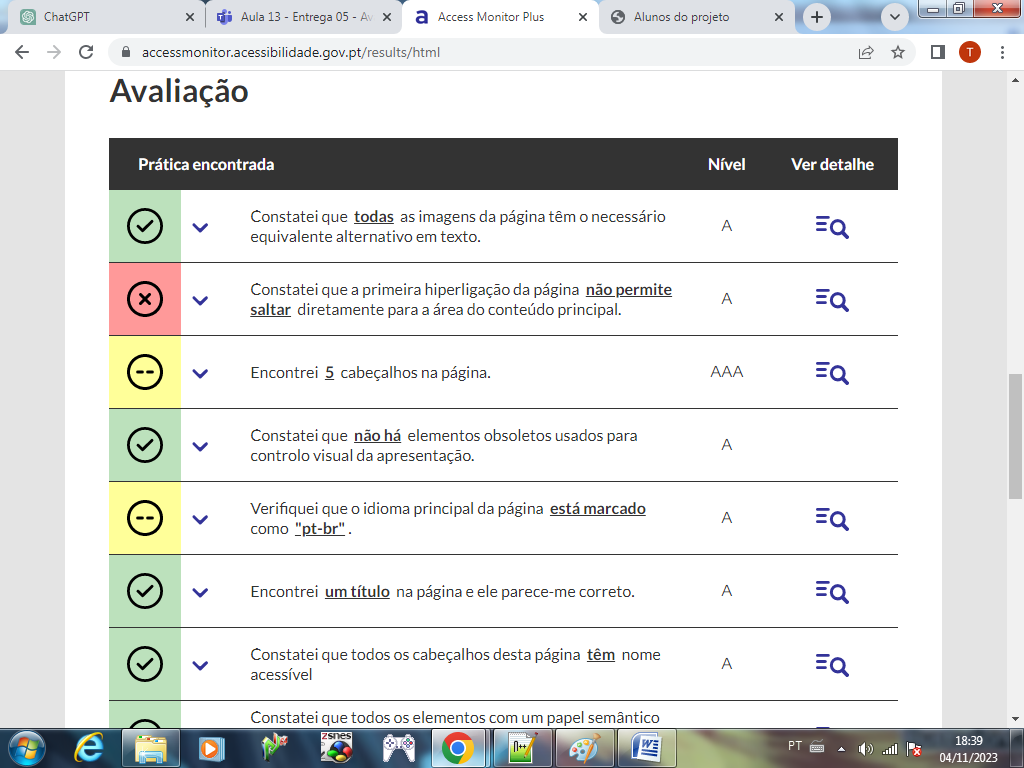 ChatGPT
Aula 13 - Entrega 05 - Av
Access Monitor Plus
Alunos do projeto
accessmonitor.acessibilidade.gov.pt/results/html
T
Avaliação
Prática encontrada
Nível
Ver detalhe
Constatei que todas as imagens da página têm o necessário
equivalente alternativo em texto.
A
Constatei que a primeira hiperligação da página não permite
saltar diretamente para a área do conteúdo principal.
A
Encontrei 5 cabeçalhos na página.
AAA
Constatei que não há elementos obsoletos usados para
controlo visual da apresentação.
A
Verifiquei que o idioma principal da página está marcado
como "pt-br" .
A
Encontrei um título na página e ele parece-me correto.
A
Constatei que todos os cabeçalhos desta página têm nome
acessível
A
Constatei que todos os elementos com um papel semântico
zsnes
PT
18:39
04/11/2023